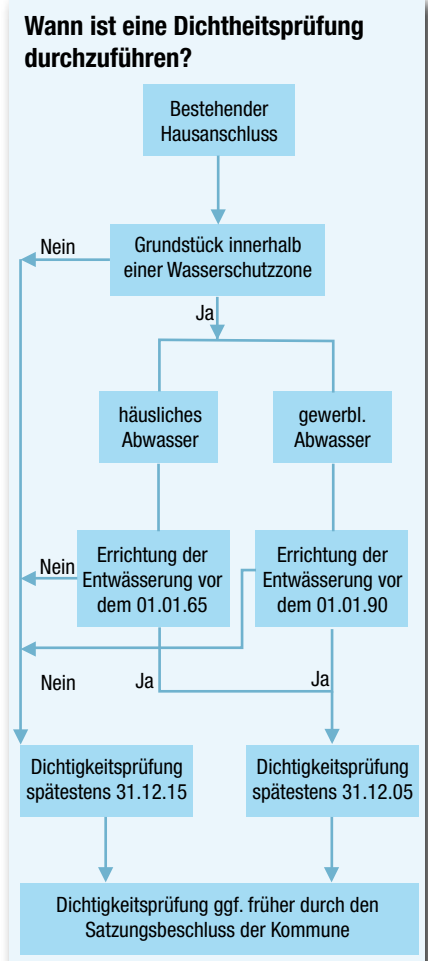 Wann ist eine Dichtheitsprüfung
durchzuführen?
Bestehender
Hausanschluss
Nein
Grundstück innerhalb
einer Wasserschutzzone
Ja
häusliches
Abwasser
gewerbl.
Abwasser
Nein
Errichtung der
Entwässerung vor
dem 01.01.65
Errichtung der
Entwässerung vor
dem 01.01.90
Nein
Ja
Ja
Dichtigkeitsprüfung
spätestens 31.12.15
Dichtigkeitsprüfung
spätestens 31.12.05
Dichtigkeitsprüfung ggf. früher durch den
Satzungsbeschluss der Kommune